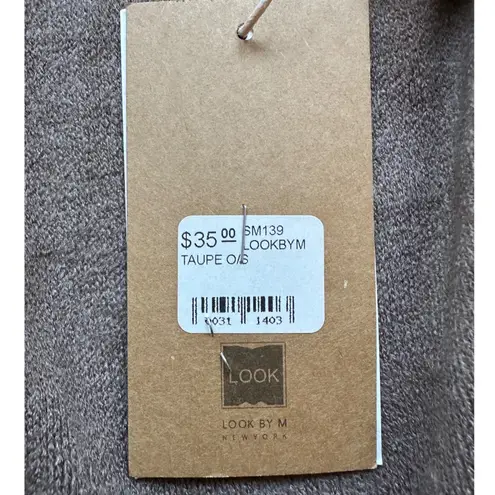 $35.00 SM139
LOOKBYM
TAUPE O/S
0031 1403
LOOK
LOOK BY M
NEW YORK